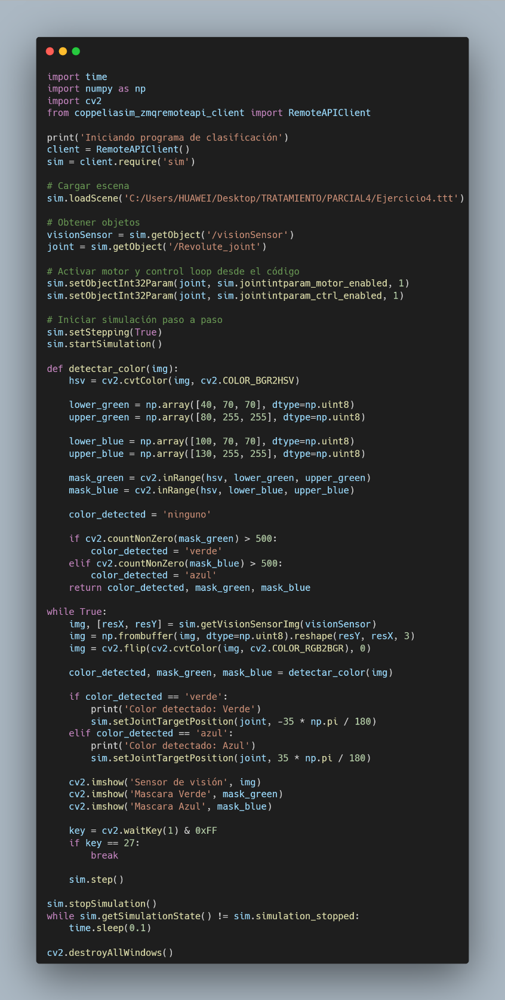 import time
import numpy as np
import cv2
from coppeliasim_zmqremoteapi_client import RemoteAPIClient

print('Iniciando programa de clasificación')
client = RemoteAPIClient()
sim = client.require('sim')

# Cargar escena
sim.loadScene('C:/Users/HUAWEI/Desktop/TRATAMIENTO/PARCIAL4/Ejercicio4.ttt')

# Obtener objetos
visionSensor = sim.getObject('/visionSensor')
joint = sim.getObject('/Revolute_joint')

# Activar motor y control loop desde el código
sim.setObjectInt32Param(joint, sim.jointintparam_motor_enabled, 1)
sim.setObjectInt32Param(joint, sim.jointintparam_ctrl_enabled, 1)

# Iniciar simulación paso a paso
sim.setStepping(True)
sim.startSimulation()

def detectar_color(img):
    hsv = cv2.cvtColor(img, cv2.COLOR_BGR2HSV)

    lower_green = np.array([40, 70, 70], dtype=np.uint8)
    upper_green = np.array([80, 255, 255], dtype=np.uint8)

    lower_blue = np.array([100, 70, 70], dtype=np.uint8)
    upper_blue = np.array([130, 255, 255], dtype=np.uint8)

    mask_green = cv2.inRange(hsv, lower_green, upper_green)
    mask_blue = cv2.inRange(hsv, lower_blue, upper_blue)

    color_detected = 'ninguno'

    if cv2.countNonZero(mask_green) > 500:
        color_detected = 'verde'
    elif cv2.countNonZero(mask_blue) > 500:
        color_detected = 'azul'
    return color_detected, mask_green, mask_blue

while True:
    img, [resX, resY] = sim.getVisionSensorImg(visionSensor)
    img = np.frombuffer(img, dtype=np.uint8).reshape(resY, resX, 3)
    img = cv2.flip(cv2.cvtColor(img, cv2.COLOR_RGB2BGR), 0)

    color_detected, mask_green, mask_blue = detectar_color(img)

    if color_detected == 'verde':
        print('Color detectado: Verde')
        sim.setJointTargetPosition(joint, -35 * np.pi / 180)
    elif color_detected == 'azul':
        print('Color detectado: Azul')
        sim.setJointTargetPosition(joint, 35 * np.pi / 180)

    cv2.imshow('Sensor de visión', img)
    cv2.imshow('Mascara Verde', mask_green)
    cv2.imshow('Mascara Azul', mask_blue)

    key = cv2.waitKey(1) & 0xFF
    if key == 27:
        break

    sim.step()

sim.stopSimulation()
while sim.getSimulationState() != sim.simulation_stopped:
    time.sleep(0.1)

cv2.destroyAllWindows()